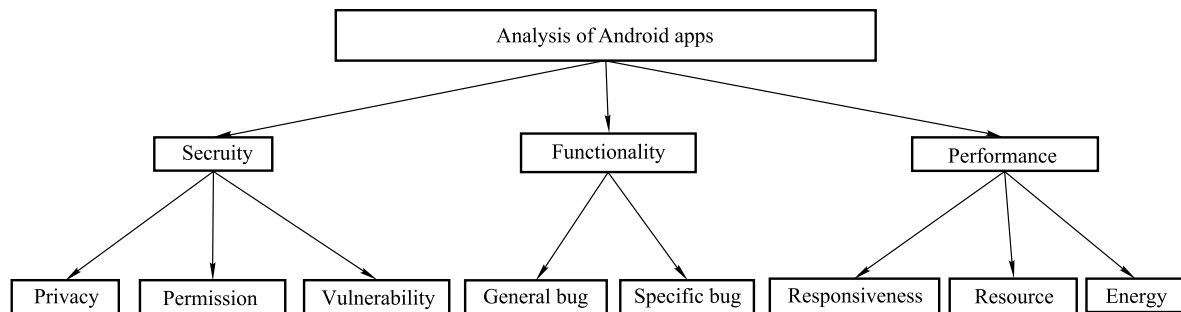 Analysis of Android apps
Secruity
Functionality
Performance
Privacy
Permission
Vulnerability
General bug
Specific bug
Responsiveness
Resource
Energy